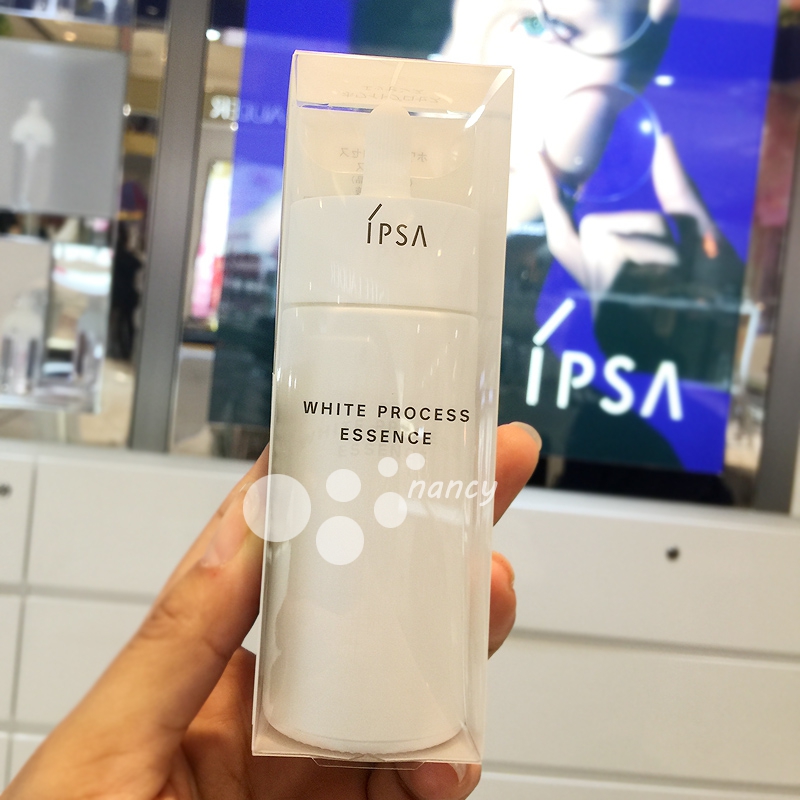 ÍPSA
WHITE PROCESS
ESSENCE
nancy
ÍPSA